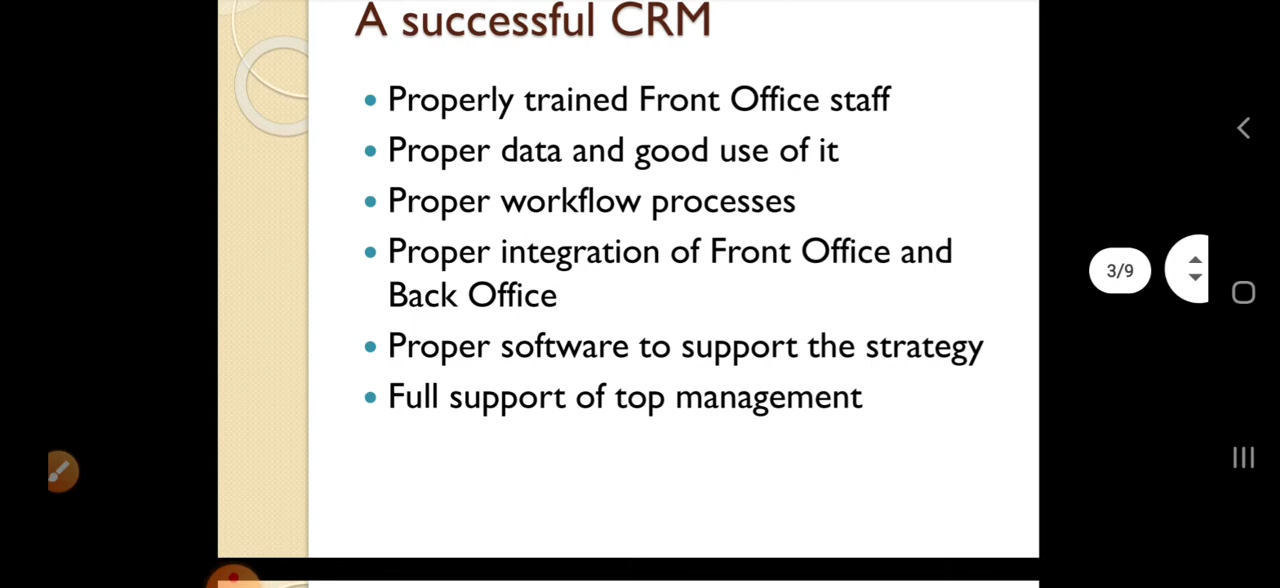 A successful CRM
• Properly trained Front Office staff
• Proper data and good use of it
• Proper workflow processes
• Proper integration of Front Office and
Back Office
• Proper software to support the strategy
• Full support of top management
3/9